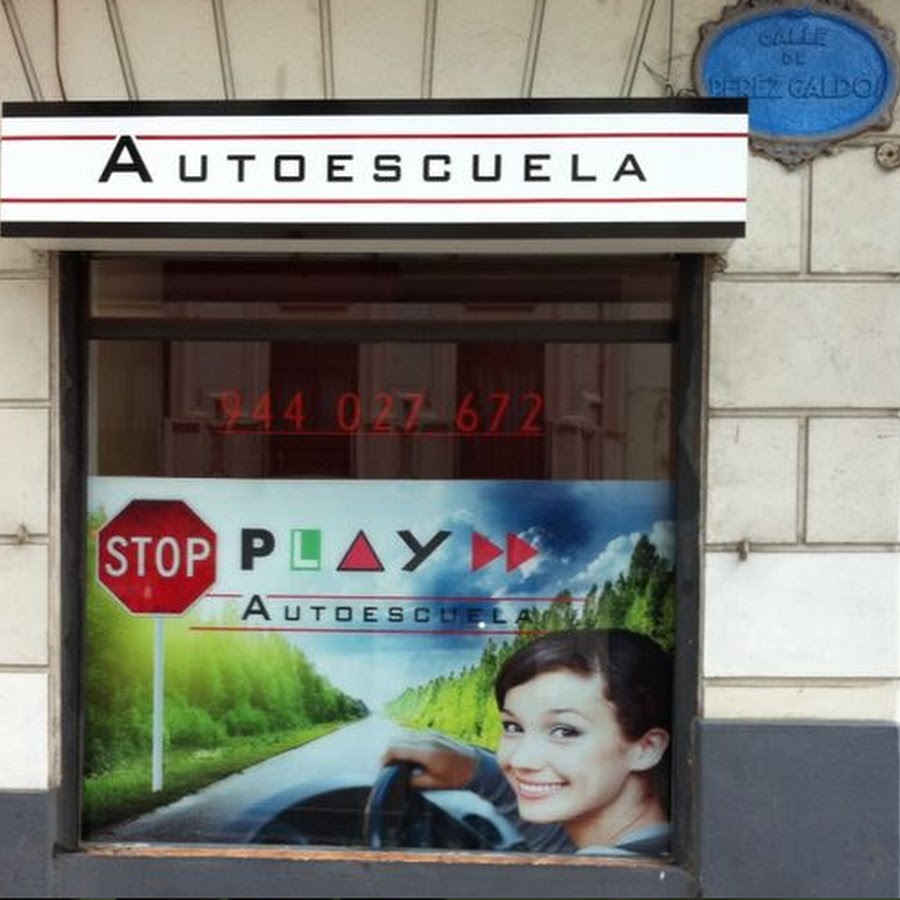 CALLE
DE
PEREZ GALDOS
AUTOESCUELA
944 027 672
STOP
PLAY
AUTOESCUELA